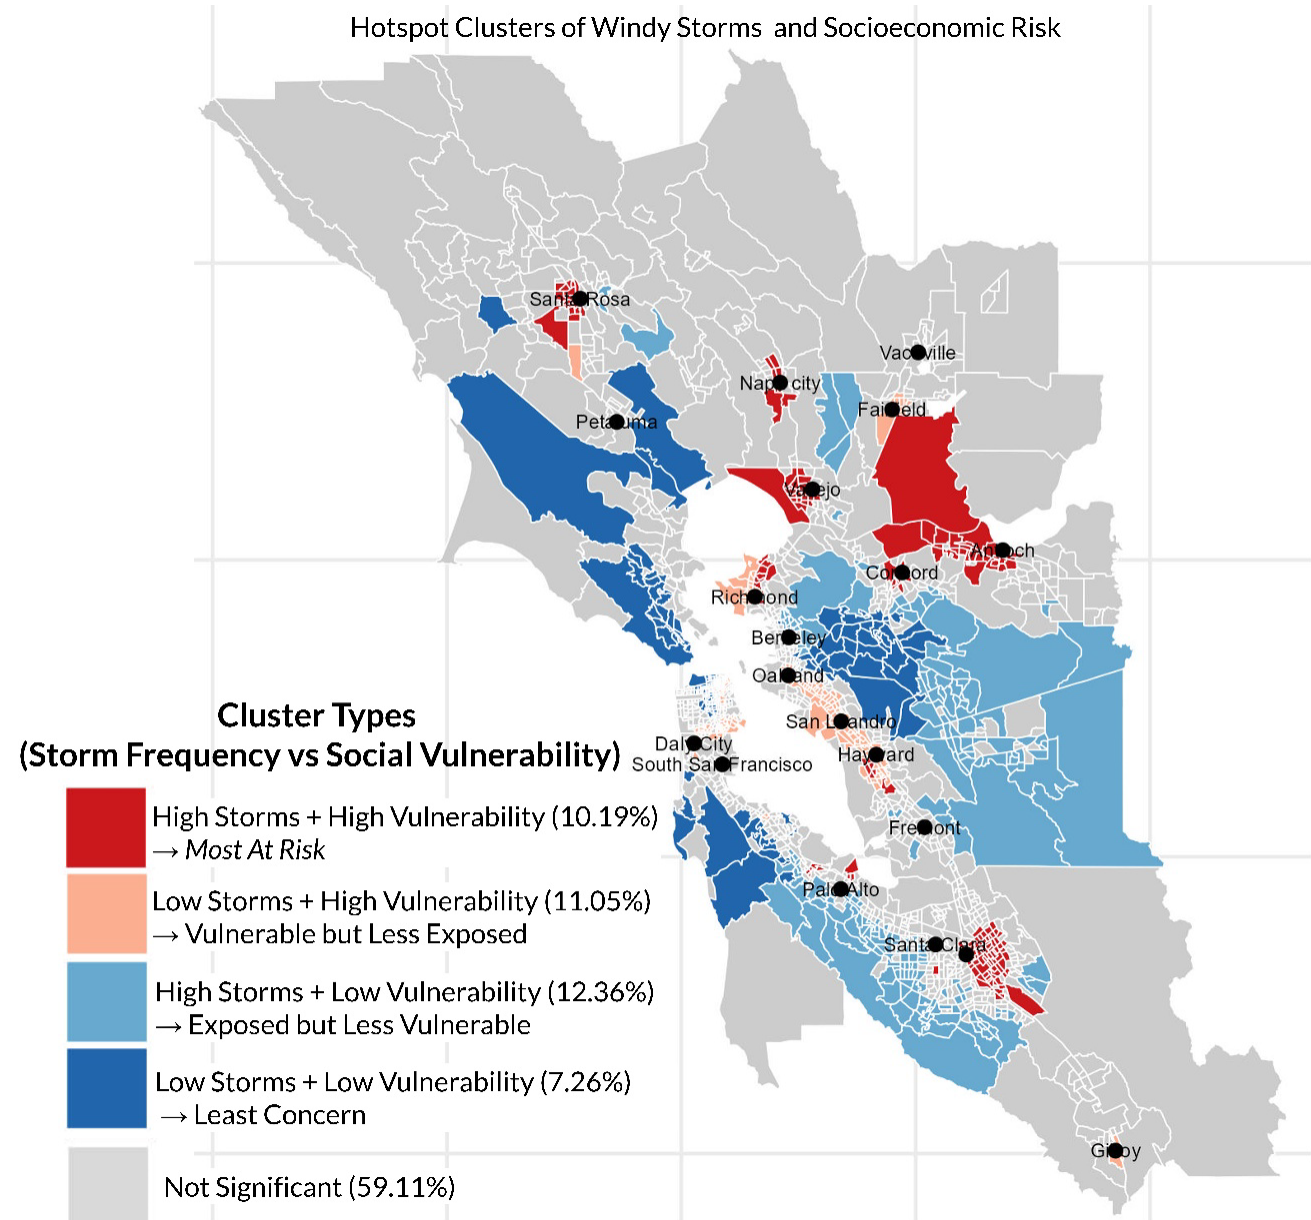 Hotspot Clusters of Windy Storms and Socioeconomic Risk
Santa Rosa
Vacaville
Napa city
Fairfield
Petaluma
Vallejo
Antioch
Concord
Richmond
Berkeley
Oakland
San Leandro
Daly City
Hayward
South San Francisco
Fremont
Palo Alto
Santa Clara
Gilroy
Cluster Types
(Storm Frequency vs Social Vulnerability)
High Storms + High Vulnerability (10.19%)
→ Most At Risk
Low Storms + High Vulnerability (11.05%)
→ Vulnerable but Less Exposed
High Storms + Low Vulnerability (12.36%)
→ Exposed but Less Vulnerable
Low Storms + Low Vulnerability (7.26%)
→ Least Concern
Not Significant (59.11%)